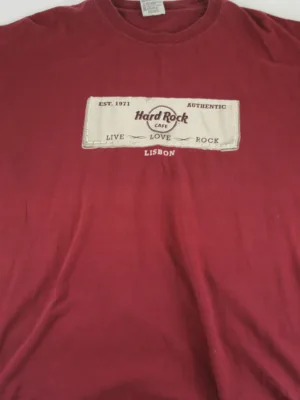 EST. 1971 AUTHENTIC
Hard Rock
CAFE
LIVE LOVE ROCK
LISBON